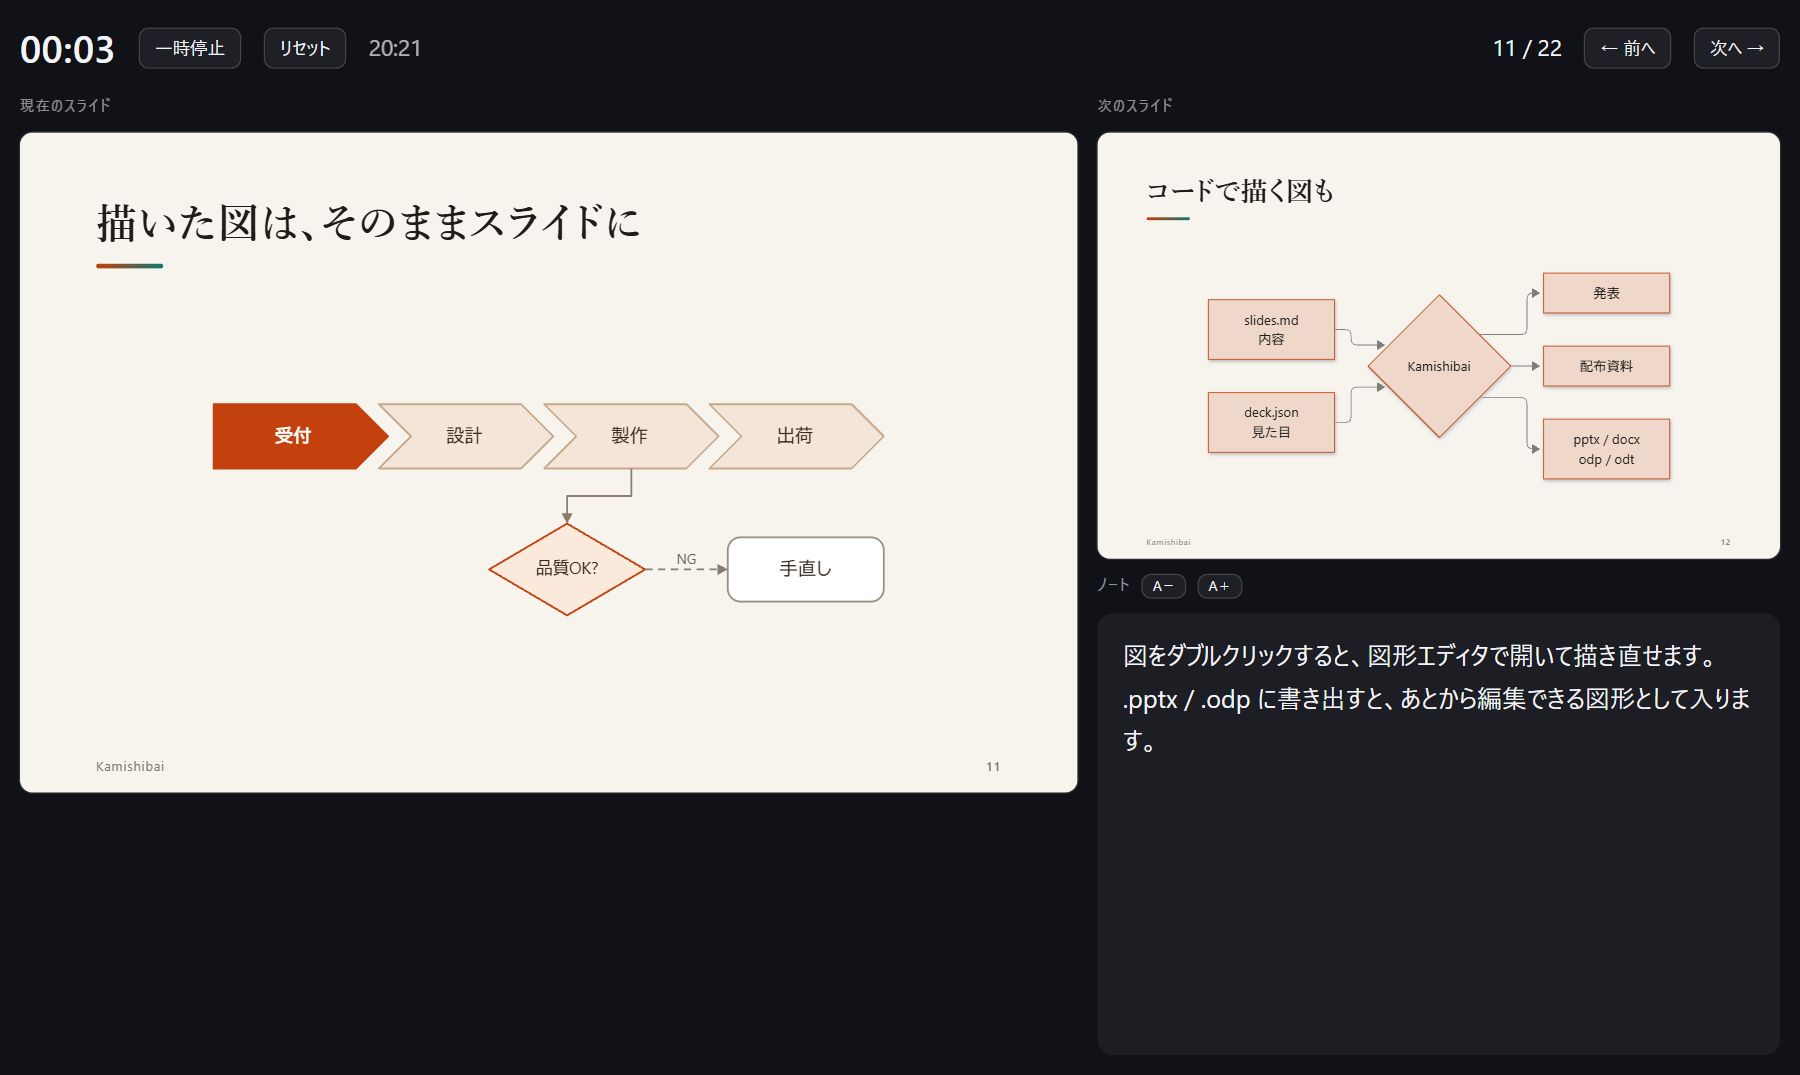 00:03
一時停止
リセット
20:21
11 / 22
← 前へ
次へ →
現在のスライド
描いた図は、そのままスライドに
受付
設計
製作
出荷
品質OK?
NG
手直し
Kamishibai
11
次のスライド
コードで描く図も
slides.md
内容
deck.json
見た目
Kamishibai
発表
配布資料
pptx / docx
odp / odt
Kamishibai
12
ノート
A−
A+
図をダブルクリックすると、図形エディタで開いて描き直せます。
.pptx / .odp に書き出すと、あとから編集できる図形として入りま
す。